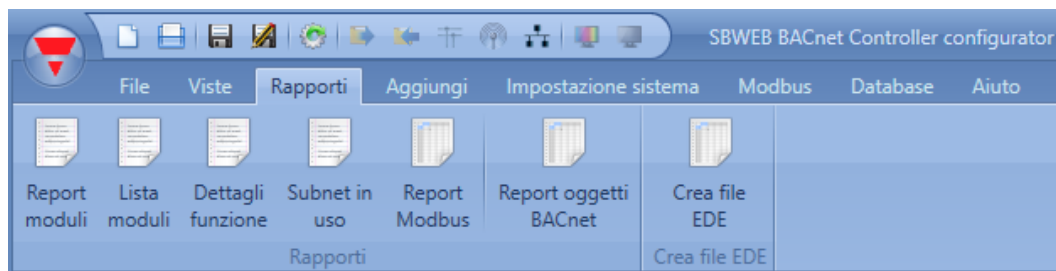 SBWEB BACnet Controller configurator
File Viste Rapporti Aggiungi Impostazione sistema Modbus Database Aiuto
Report Lista Dettagli Subnet in Report Report oggetti Crea file
moduli moduli funzione uso Modbus BACnet EDE
Rapporti Crea file EDE